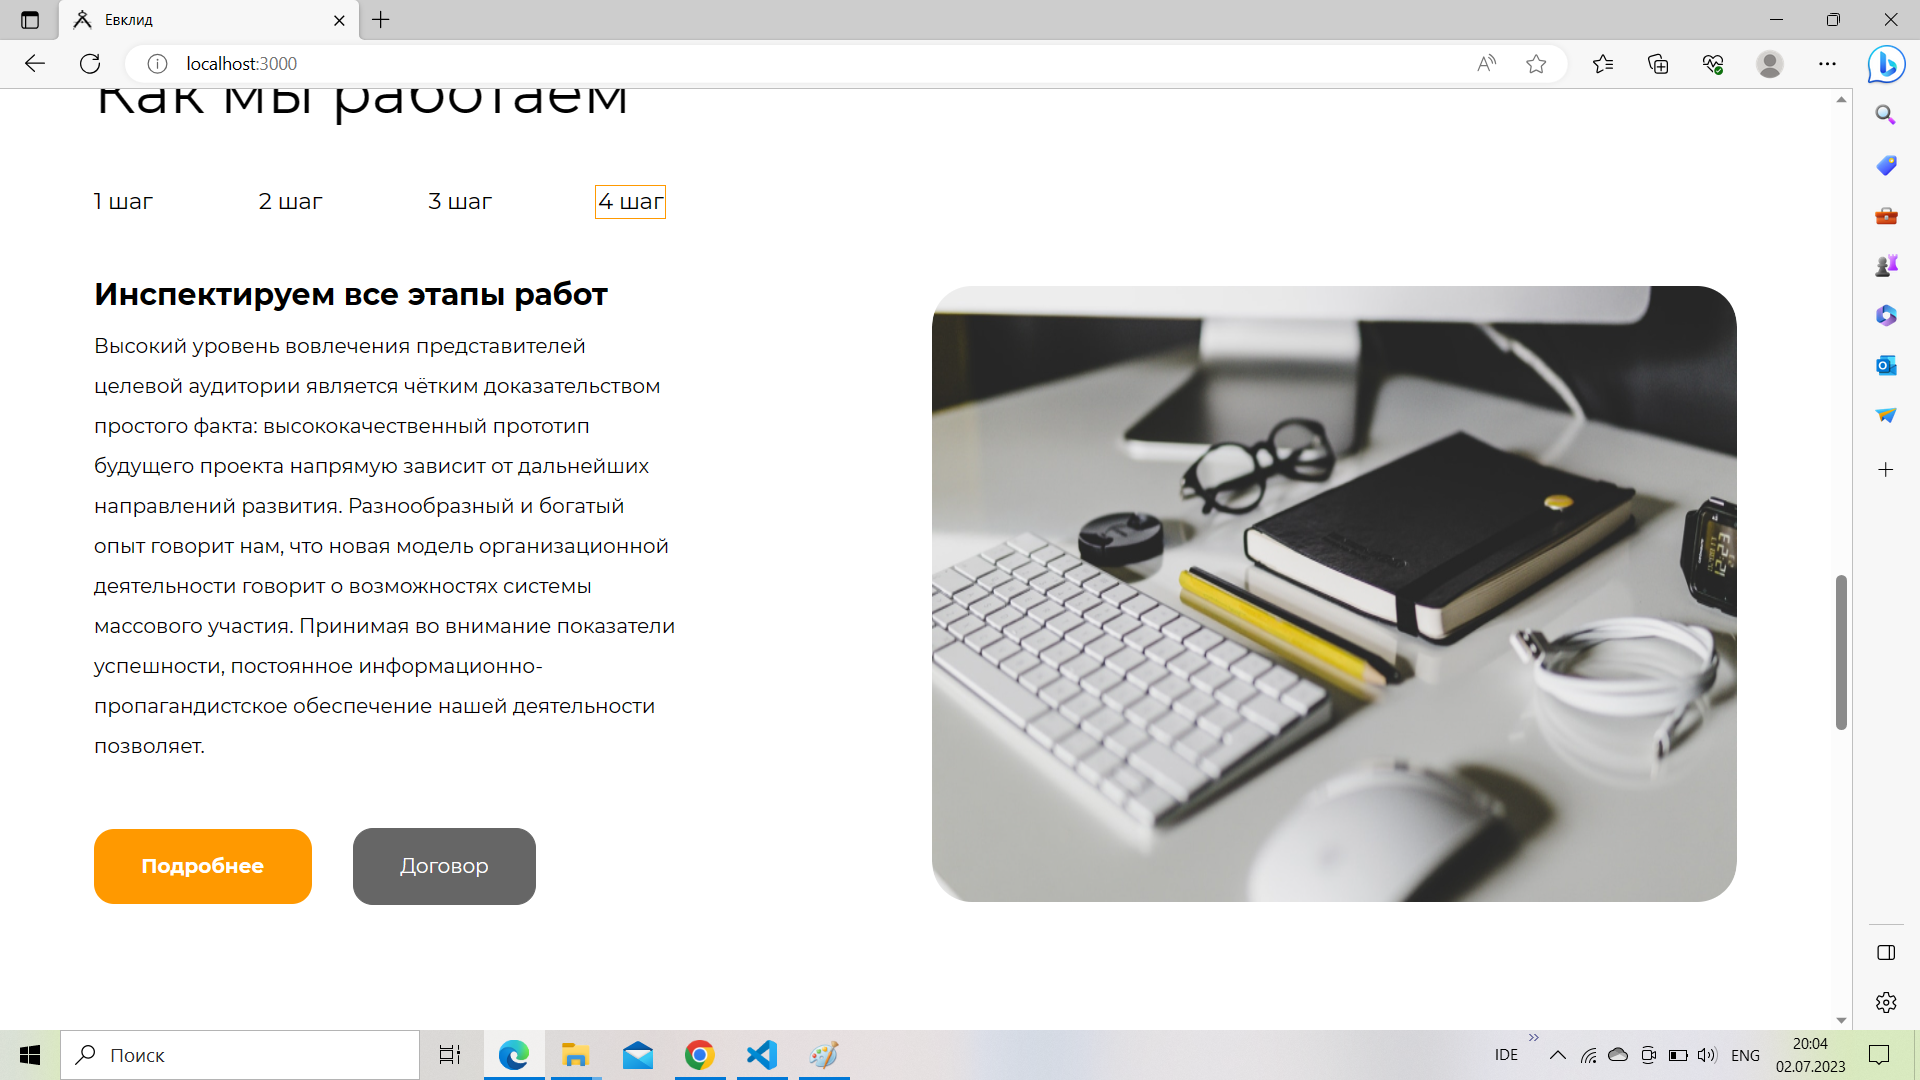 Евклид
localhost:3000
Как мы работаем
1 шаг
2 шаг
3 шаг
4 шаг
Инспектируем все этапы работ
Высокий уровень вовлечения представителей
целевой аудитории является чётким доказательством
простого факта: высококачественный прототип
будущего проекта напрямую зависит от дальнейших
направлений развития. Разнообразный и богатый
опыт говорит нам, что новая модель организационной
деятельности говорит о возможностях системы
массового участия. Принимая во внимание показатели
успешности, постоянное информационно-
пропагандистское обеспечение нашей деятельности
позволяет.
Подробнее
Договор
Поиск
IDE
ENG
20:04
02.07.2023